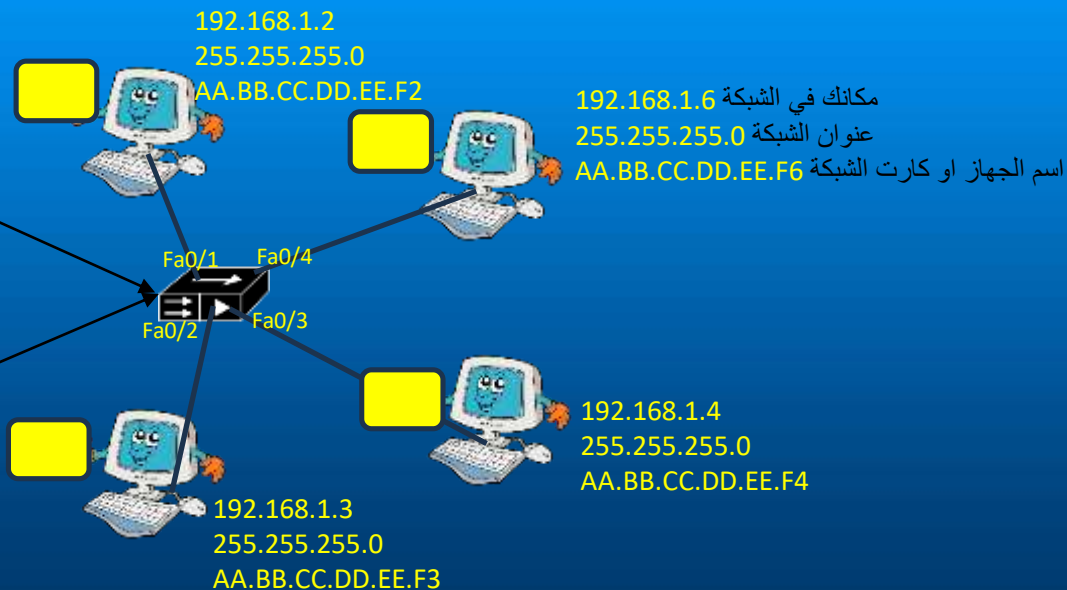 192.168.1.2
255.255.255.0
AA.BB.CC.DD.EE.F2
مكانك في الشبكة 192.168.1.6
عنوان الشبكة 255.255.255.0
اسم الجهاز او كارت الشبكة AA.BB.CC.DD.EE.F6
Fa0/1
Fa0/4
Fa0/2
Fa0/3
192.168.1.4
255.255.255.0
AA.BB.CC.DD.EE.F4
192.168.1.3
255.255.255.0
AA.BB.CC.DD.EE.F3